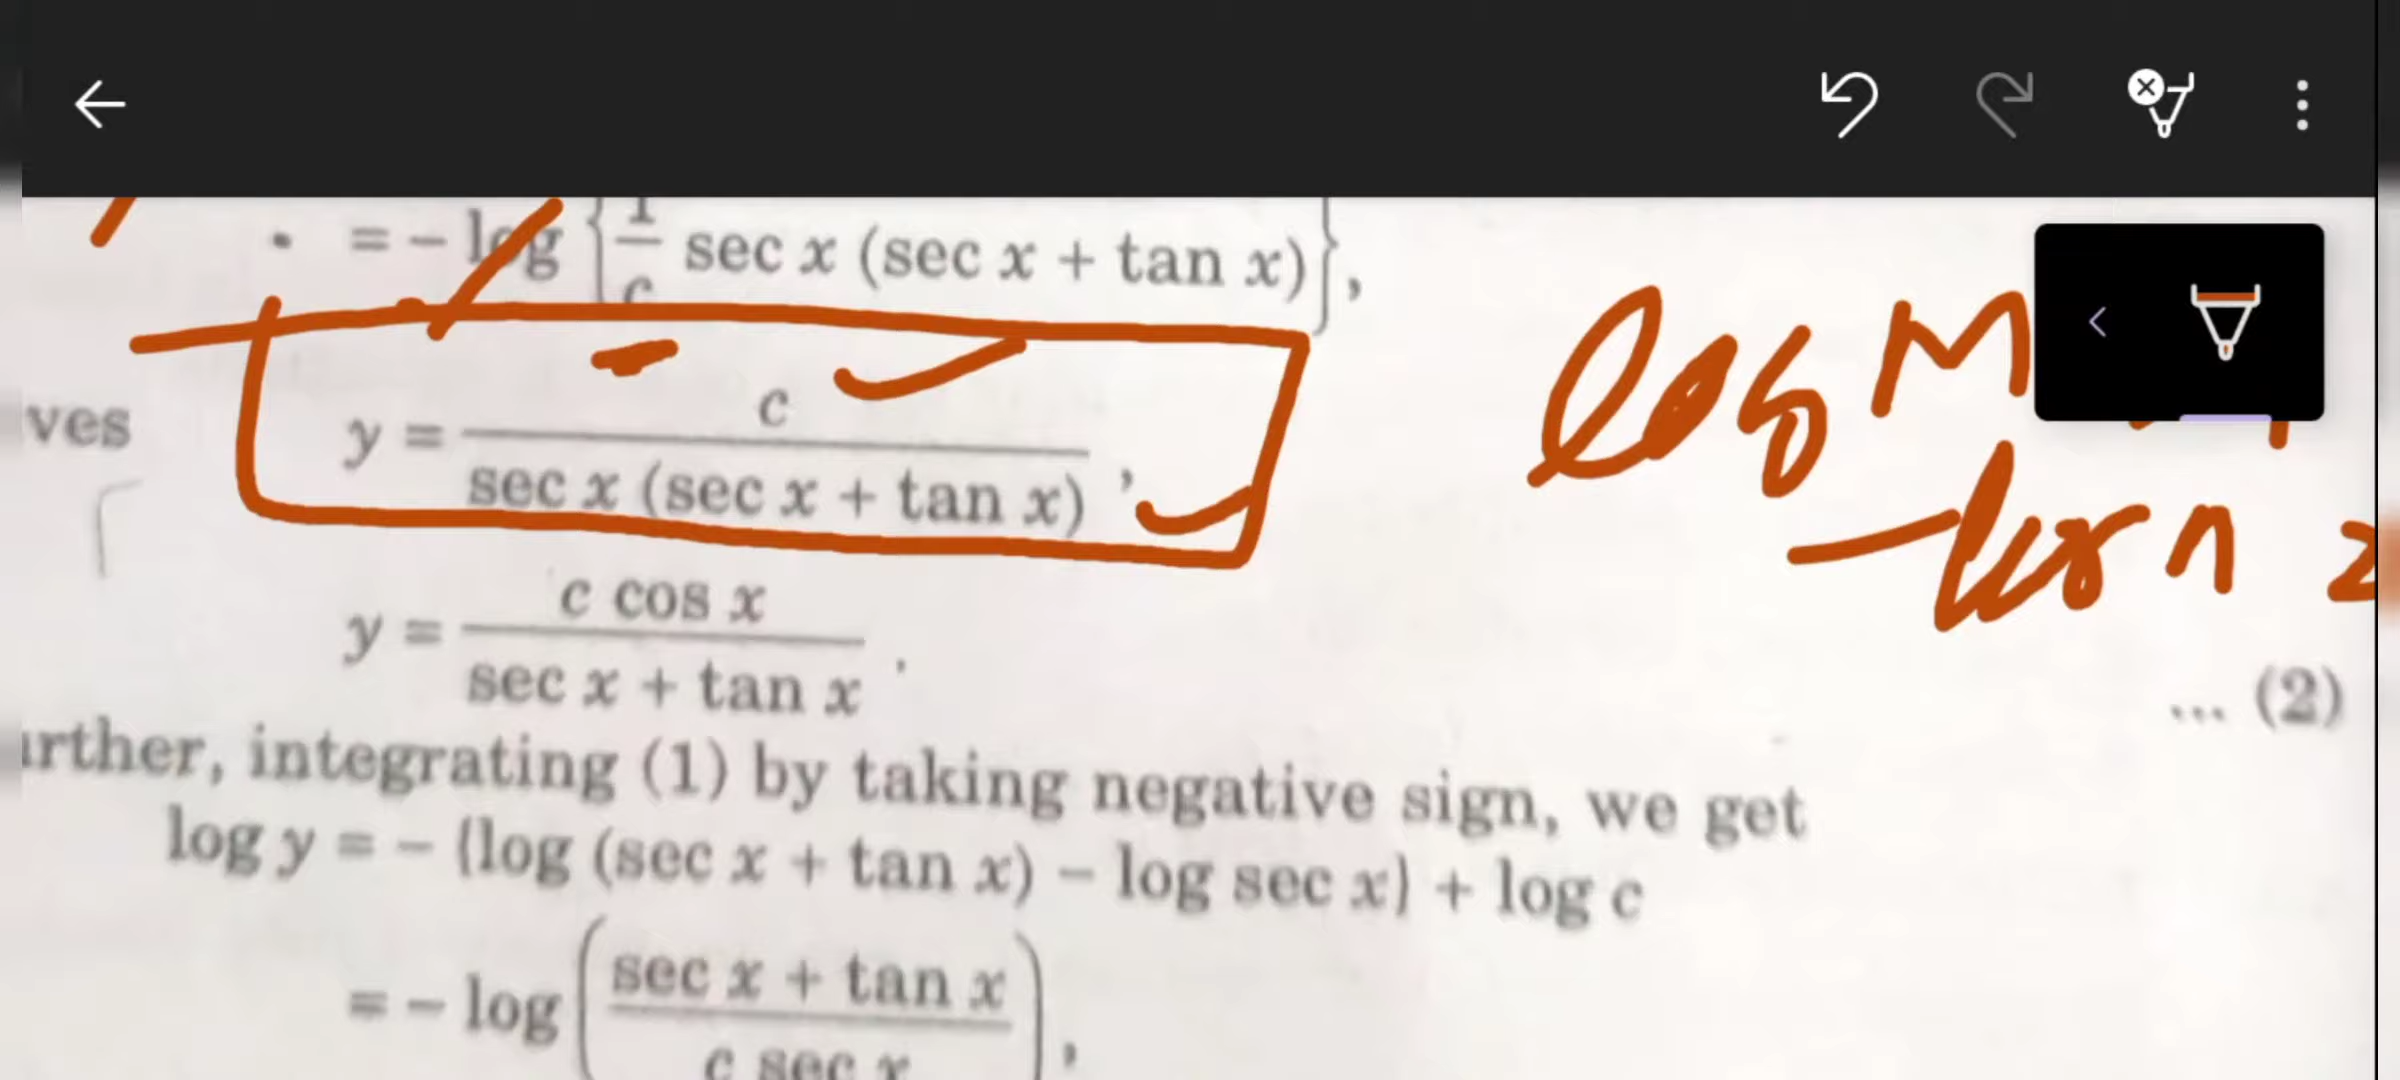 = – log { 1/c sec x (sec x + tan x) },
log M
ves y = c / sec x (sec x + tan x) ,
y = c cos x / sec x + tan x .
... (2)
rther, integrating (1) by taking negative sign, we get
log y = – {log (sec x + tan x) – log sec x} + log c
= – log ( sec x + tan x / c sec x ),